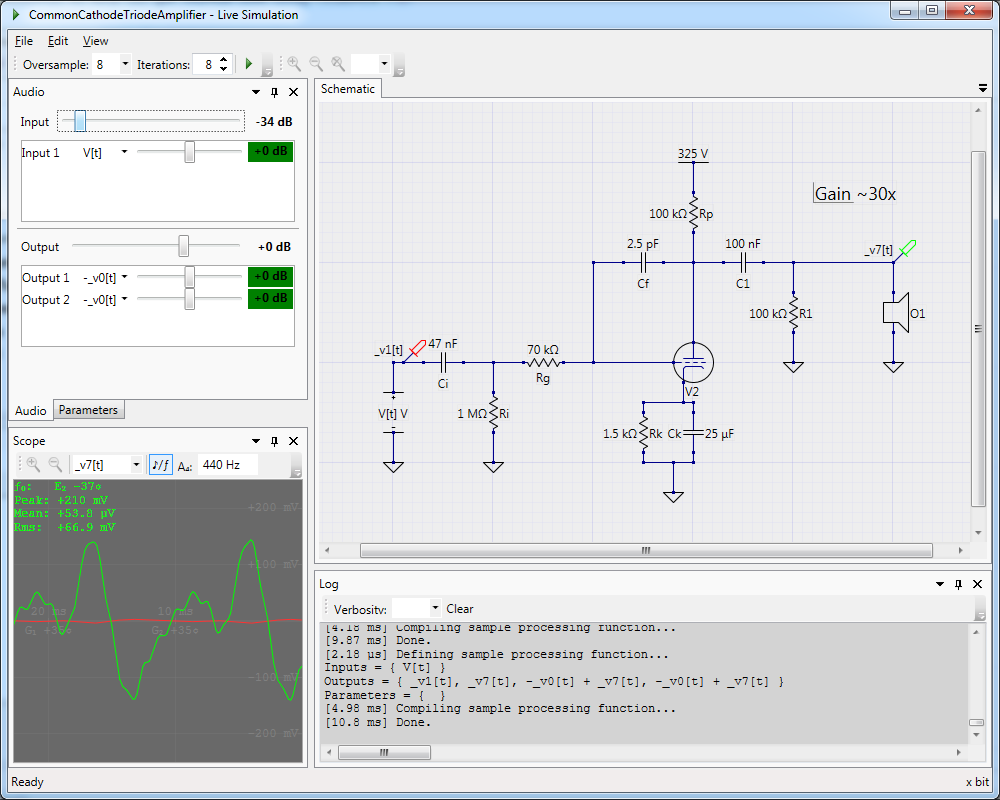 CommonCathodeTriodeAmplifier - Live Simulation
File Edit View
Oversample: 8 Iterations: 8
Audio
Input -34 dB
Input 1 V[t] +0 dB
Output +0 dB
Output 1 -_v0[t] +0 dB
Output 2 -_v0[t] +0 dB
Audio Parameters
Scope
_v7[t] ♪/f A₄: 440 Hz
f₀: E₂ -37¢
Peak: +210 mV
Mean: +53.8 µV
Rms: +66.9 mV
+200 mV
+100 mV
20 ms 10 ms
G₁ +35¢ G₂ +35¢
-100 mV
-200 mV
Schematic
325 V
Gain ~30x
100 kΩ Rp
2.5 pF 100 nF _v7[t]
Cf C1
100 kΩ R1 O1
_v1[t] 47 nF 70 kΩ
Ci Rg
V2
V[t] V 1 MΩ Ri
1.5 kΩ Rk Ck 25 µF
Log
Verbosity: Clear
[4.18 ms] Compiling sample processing function...
[9.87 ms] Done.
[2.18 µs] Defining sample processing function...
Inputs = { V[t] }
Outputs = { _v1[t], _v7[t], -_v0[t] + _v7[t], -_v0[t] + _v7[t] }
Parameters = {  }
[4.98 ms] Compiling sample processing function...
[10.8 ms] Done.
Ready x bit